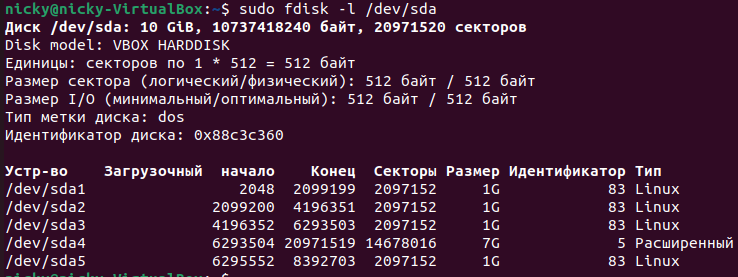 nicky@nicky-VirtualBox:~$ sudo fdisk -l /dev/sda
Диск /dev/sda: 10 GiB, 10737418240 байт, 20971520 секторов
Disk model: VBOX HARDDISK
Единицы: секторов по 1 * 512 = 512 байт
Размер сектора (логический/физический): 512 байт / 512 байт
Размер I/O (минимальный/оптимальный): 512 байт / 512 байт
Тип метки диска: dos
Идентификатор диска: 0x88c3c360
Устр-во Загрузочный начало Конец Секторы Размер Идентификатор Тип
/dev/sda1 2048 2099199 2097152 1G 83 Linux
/dev/sda2 2099200 4196351 2097152 1G 83 Linux
/dev/sda3 4196352 6293503 2097152 1G 83 Linux
/dev/sda4 6293504 20971519 14678016 7G 5 Расширенный
/dev/sda5 6295552 8392703 2097152 1G 83 Linux
nicky@nicky-VirtualBox:~$